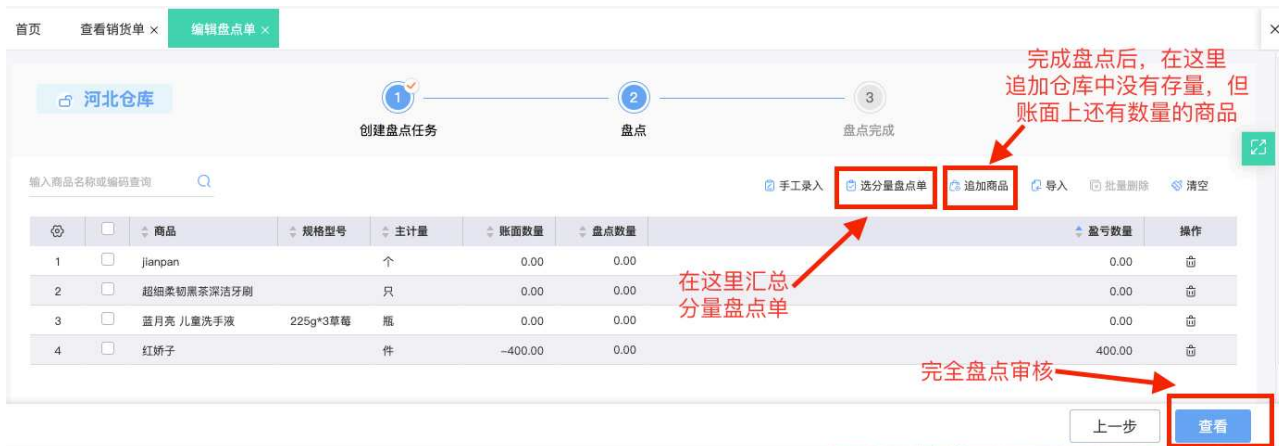 首页 查看销货单 × 编辑盘点单 ×
×
完成盘点后，在这里
追加仓库中没有存量，但
账面上还有数量的商品
河北仓库
1 2 3
创建盘点任务 盘点 盘点完成
输入商品名称或编码查询 手工录入 选分量盘点单 追加商品 导入 批量删除 清空
商品 规格型号 主计量 账面数量 盘点数量 盈亏数量 操作
1 jianpan 个 0.00 0.00 0.00
2 超细柔韧黑茶深洁牙刷 只 0.00 0.00 0.00
3 蓝月亮 儿童洗手液 225g*3草莓 瓶 0.00 0.00 0.00
4 红娇子 件 -400.00 0.00 400.00
在这里汇总
分量盘点单
完全盘点审核
上一步 查看